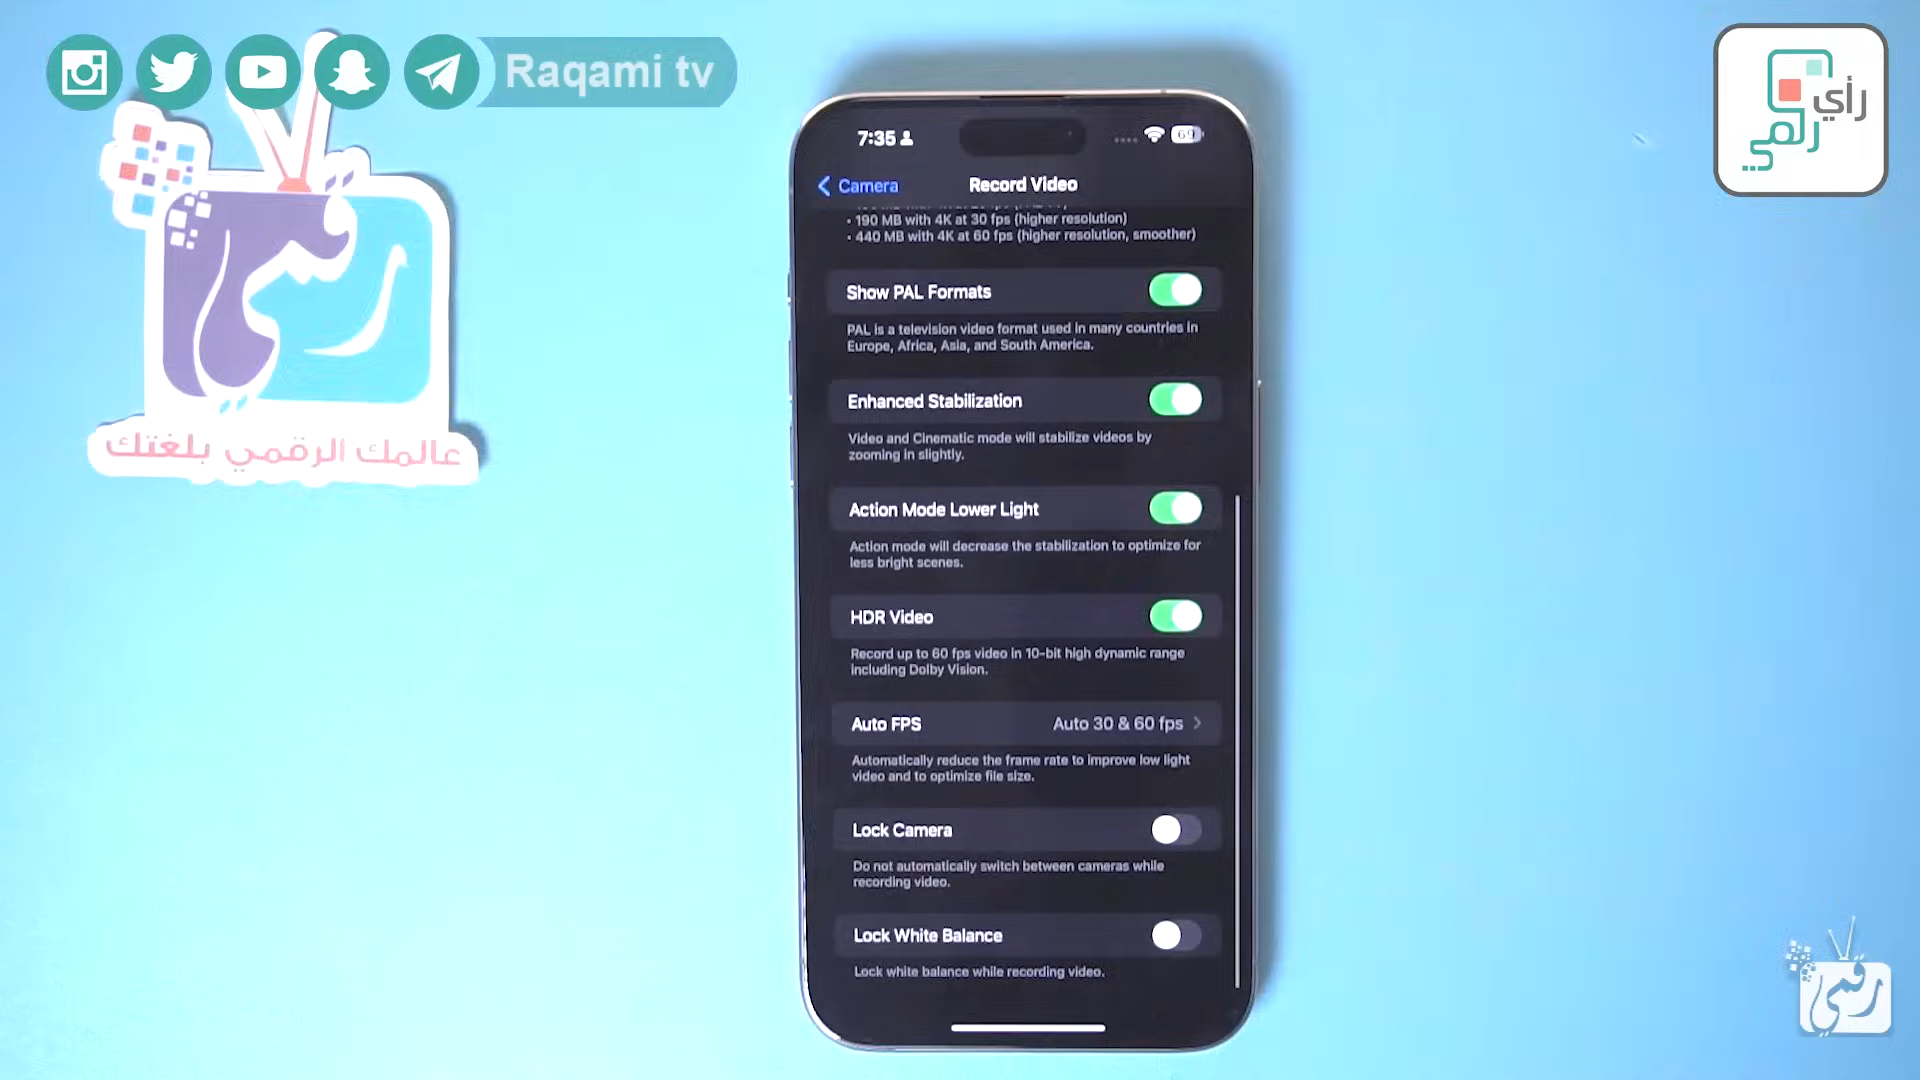 Raqami tv
رأي
رقمي
رقمي
عالمك الرقمي بلغتك
7:35
69
Camera
Record Video
• 190 MB with 4K at 30 fps (higher resolution)
• 440 MB with 4K at 60 fps (higher resolution, smoother)
Show PAL Formats
PAL is a television video format used in many countries in
Europe, Africa, Asia, and South America.
Enhanced Stabilization
Video and Cinematic mode will stabilize videos by
zooming in slightly.
Action Mode Lower Light
Action mode will decrease the stabilization to optimize for
less bright scenes.
HDR Video
Record up to 60 fps video in 10-bit high dynamic range
including Dolby Vision.
Auto FPS
Auto 30 & 60 fps
Automatically reduce the frame rate to improve low light
video and to optimize file size.
Lock Camera
Do not automatically switch between cameras while
recording video.
Lock White Balance
Lock white balance while recording video.
رقمي